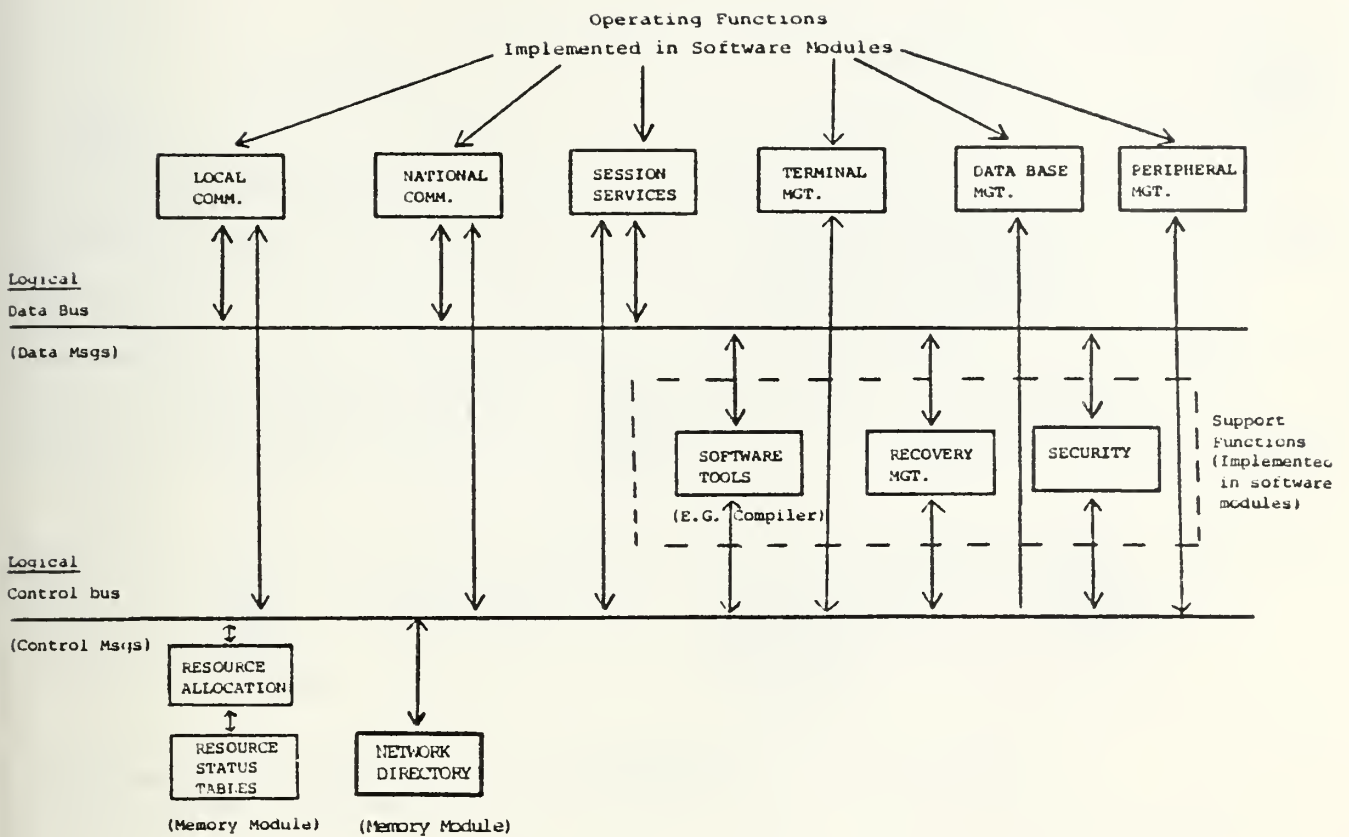 Operating Functions
Implemented in Software Modules
LOCAL
COMM.
NATIONAL
COMM.
SESSION
SERVICES
TERMINAL
MGT.
DATA BASE
MGT.
PERIPHERAL
MGT.
Logical
Data Bus
(Data Msgs)
SOFTWARE
TOOLS
(E.G. Compiler)
RECOVERY
MGT.
SECURITY
Support
Functions
(Implemented
in software
modules)
Logical
Control bus
(Control Msgs)
RESOURCE
ALLOCATION
RESOURCE
STATUS
TABLES
(Memory Module)
NETWORK
DIRECTORY
(Memory Module)